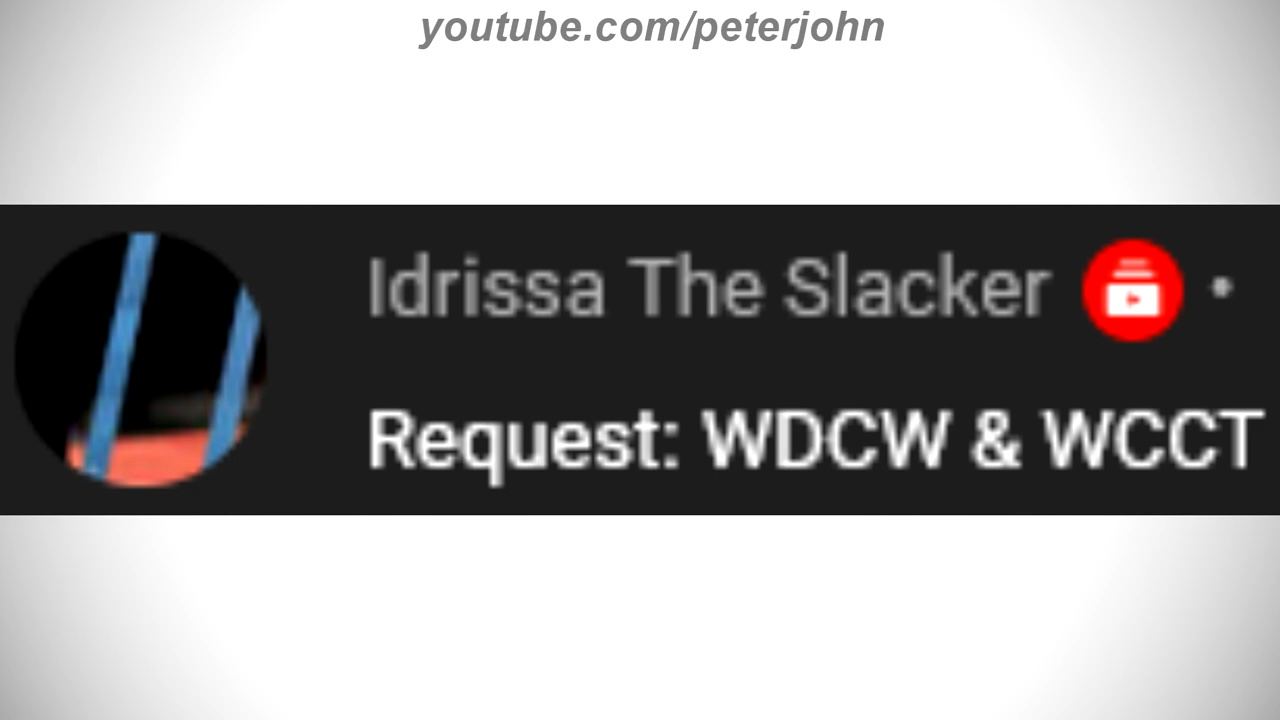 youtube.com/peterjohn
Idrissa The Slacker •
Request: WDCW & WCCT